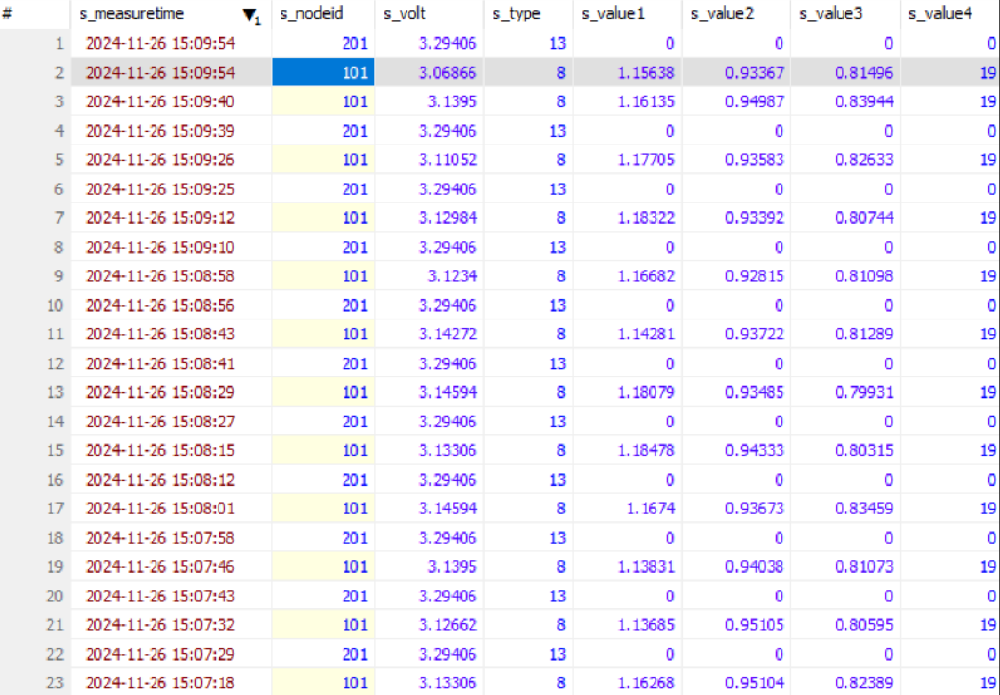 # s_measuretime ▼1 s_nodeid s_volt s_type s_value1 s_value2 s_value3 s_value4
1 2024-11-26 15:09:54 201 3.29406 13 0 0 0 0
2 2024-11-26 15:09:54 101 3.06866 8 1.15638 0.93367 0.81496 19
3 2024-11-26 15:09:40 101 3.1395 8 1.16135 0.94987 0.83944 19
4 2024-11-26 15:09:39 201 3.29406 13 0 0 0 0
5 2024-11-26 15:09:26 101 3.11052 8 1.17705 0.93583 0.82633 19
6 2024-11-26 15:09:25 201 3.29406 13 0 0 0 0
7 2024-11-26 15:09:12 101 3.12984 8 1.18322 0.93392 0.80744 19
8 2024-11-26 15:09:10 201 3.29406 13 0 0 0 0
9 2024-11-26 15:08:58 101 3.1234 8 1.16682 0.92815 0.81098 19
10 2024-11-26 15:08:56 201 3.29406 13 0 0 0 0
11 2024-11-26 15:08:43 101 3.14272 8 1.14281 0.93722 0.81289 19
12 2024-11-26 15:08:41 201 3.29406 13 0 0 0 0
13 2024-11-26 15:08:29 101 3.14594 8 1.18079 0.93485 0.79931 19
14 2024-11-26 15:08:27 201 3.29406 13 0 0 0 0
15 2024-11-26 15:08:15 101 3.13306 8 1.18478 0.94333 0.80315 19
16 2024-11-26 15:08:12 201 3.29406 13 0 0 0 0
17 2024-11-26 15:08:01 101 3.14594 8 1.1674 0.93673 0.83459 19
18 2024-11-26 15:07:58 201 3.29406 13 0 0 0 0
19 2024-11-26 15:07:46 101 3.1395 8 1.13831 0.94038 0.81073 19
20 2024-11-26 15:07:43 201 3.29406 13 0 0 0 0
21 2024-11-26 15:07:32 101 3.12662 8 1.13685 0.95105 0.80595 19
22 2024-11-26 15:07:29 201 3.29406 13 0 0 0 0
23 2024-11-26 15:07:18 101 3.13306 8 1.16268 0.95104 0.82389 19